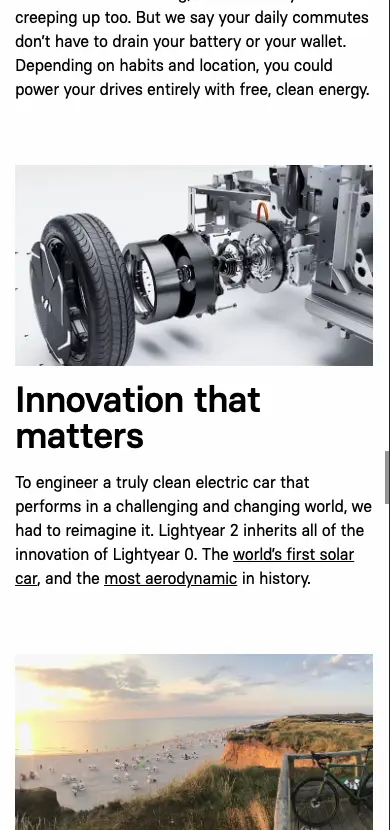 creeping up too. But we say your daily commutes
don't have to drain your battery or your wallet.
Depending on habits and location, you could
power your drives entirely with free, clean energy.
Innovation that
matters
To engineer a truly clean electric car that
performs in a challenging and changing world, we
had to reimagine it. Lightyear 2 inherits all of the
innovation of Lightyear 0. The world's first solar
car, and the most aerodynamic in history.